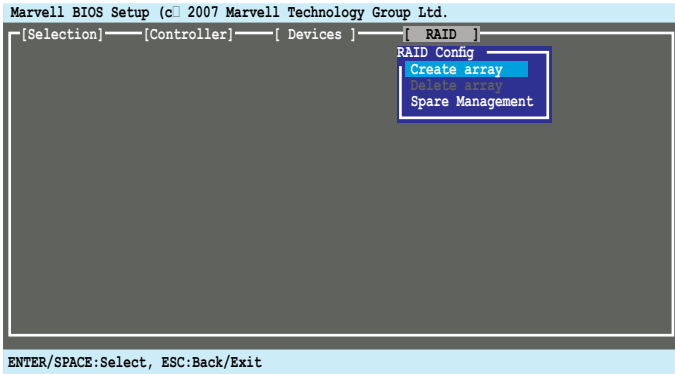 Marvell BIOS Setup (c□ 2007 Marvell Technology Group Ltd.
[Selection] [Controller] [ Devices ] [ RAID ]
RAID Config
Create array
Delete array
Spare Management
ENTER/SPACE:Select, ESC:Back/Exit